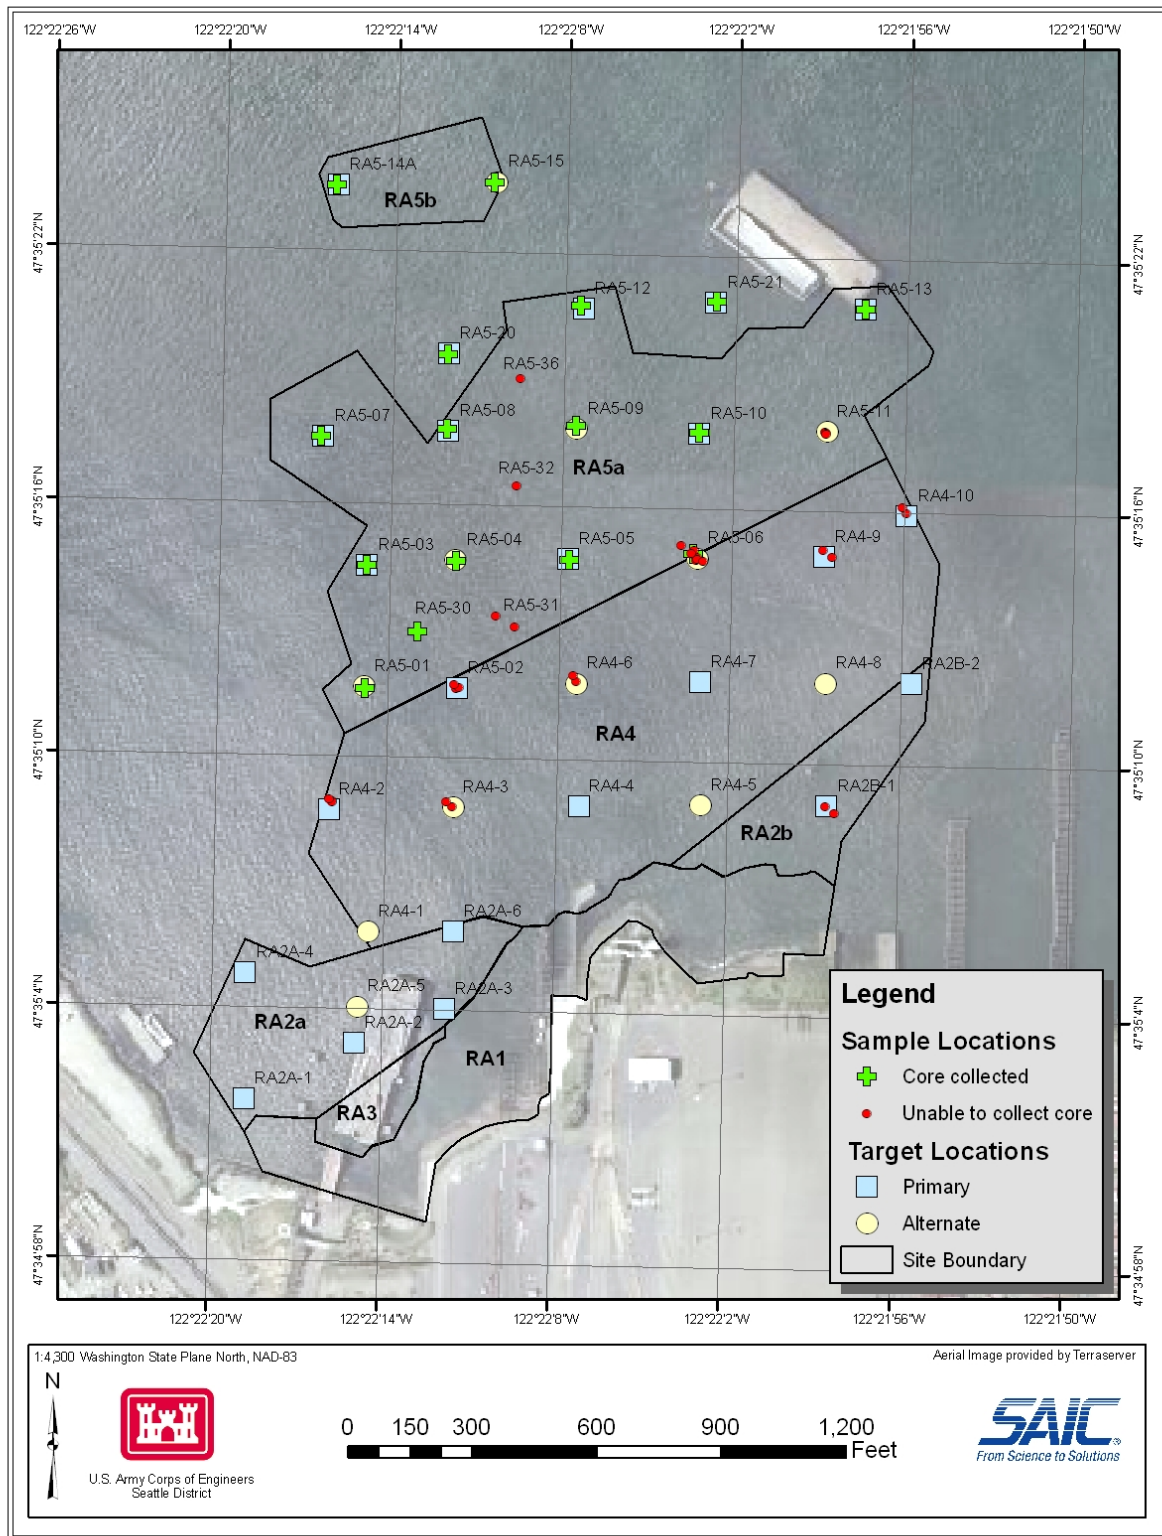 122°22'26"W
122°22'20"W
122°22'14"W
122°22'8"W
122°22'2"W
122°21'56"W
122°21'50"W
RA5-14A
RA5-15
RA5b
47°35'22"N
47°35'22"N
RA5-12
RA5-21
RA5-13
RA5-20
RA5-36
RA5-07
RA5-08
RA5-09
RA5-10
RA5-11
RA5-32
RA5a
47°35'16"N
47°35'16"N
RA4-10
RA5-03
RA5-04
RA5-05
RA5-06
RA4-9
RA5-30
RA5-31
RA5-01
RA5-02
RA4-6
RA4-7
RA4-8
RA2B-2
RA4
47°35'10"N
47°35'10"N
RA4-2
RA4-3
RA4-4
RA4-5
RA2B-1
RA2b
RA4-1
RA2A-6
RA2A-4
RA2A-5
RA2A-3
47°35'4"N
47°35'4"N
RA2a
RA2A-2
RA1
RA2A-1
RA3
Legend
Sample Locations
Core collected
Unable to collect core
Target Locations
Primary
Alternate
Site Boundary
47°34'58"N
47°34'58"N
122°22'20"W
122°22'14"W
122°22'8"W
122°22'2"W
122°21'56"W
122°21'50"W
1:4,300 Washington State Plane North, NAD-83
Aerial Image provided by Terraserver
N
U.S. Army Corps of Engineers
Seattle District
0 150 300 600 900 1,200
Feet
SAIC
From Science to Solutions